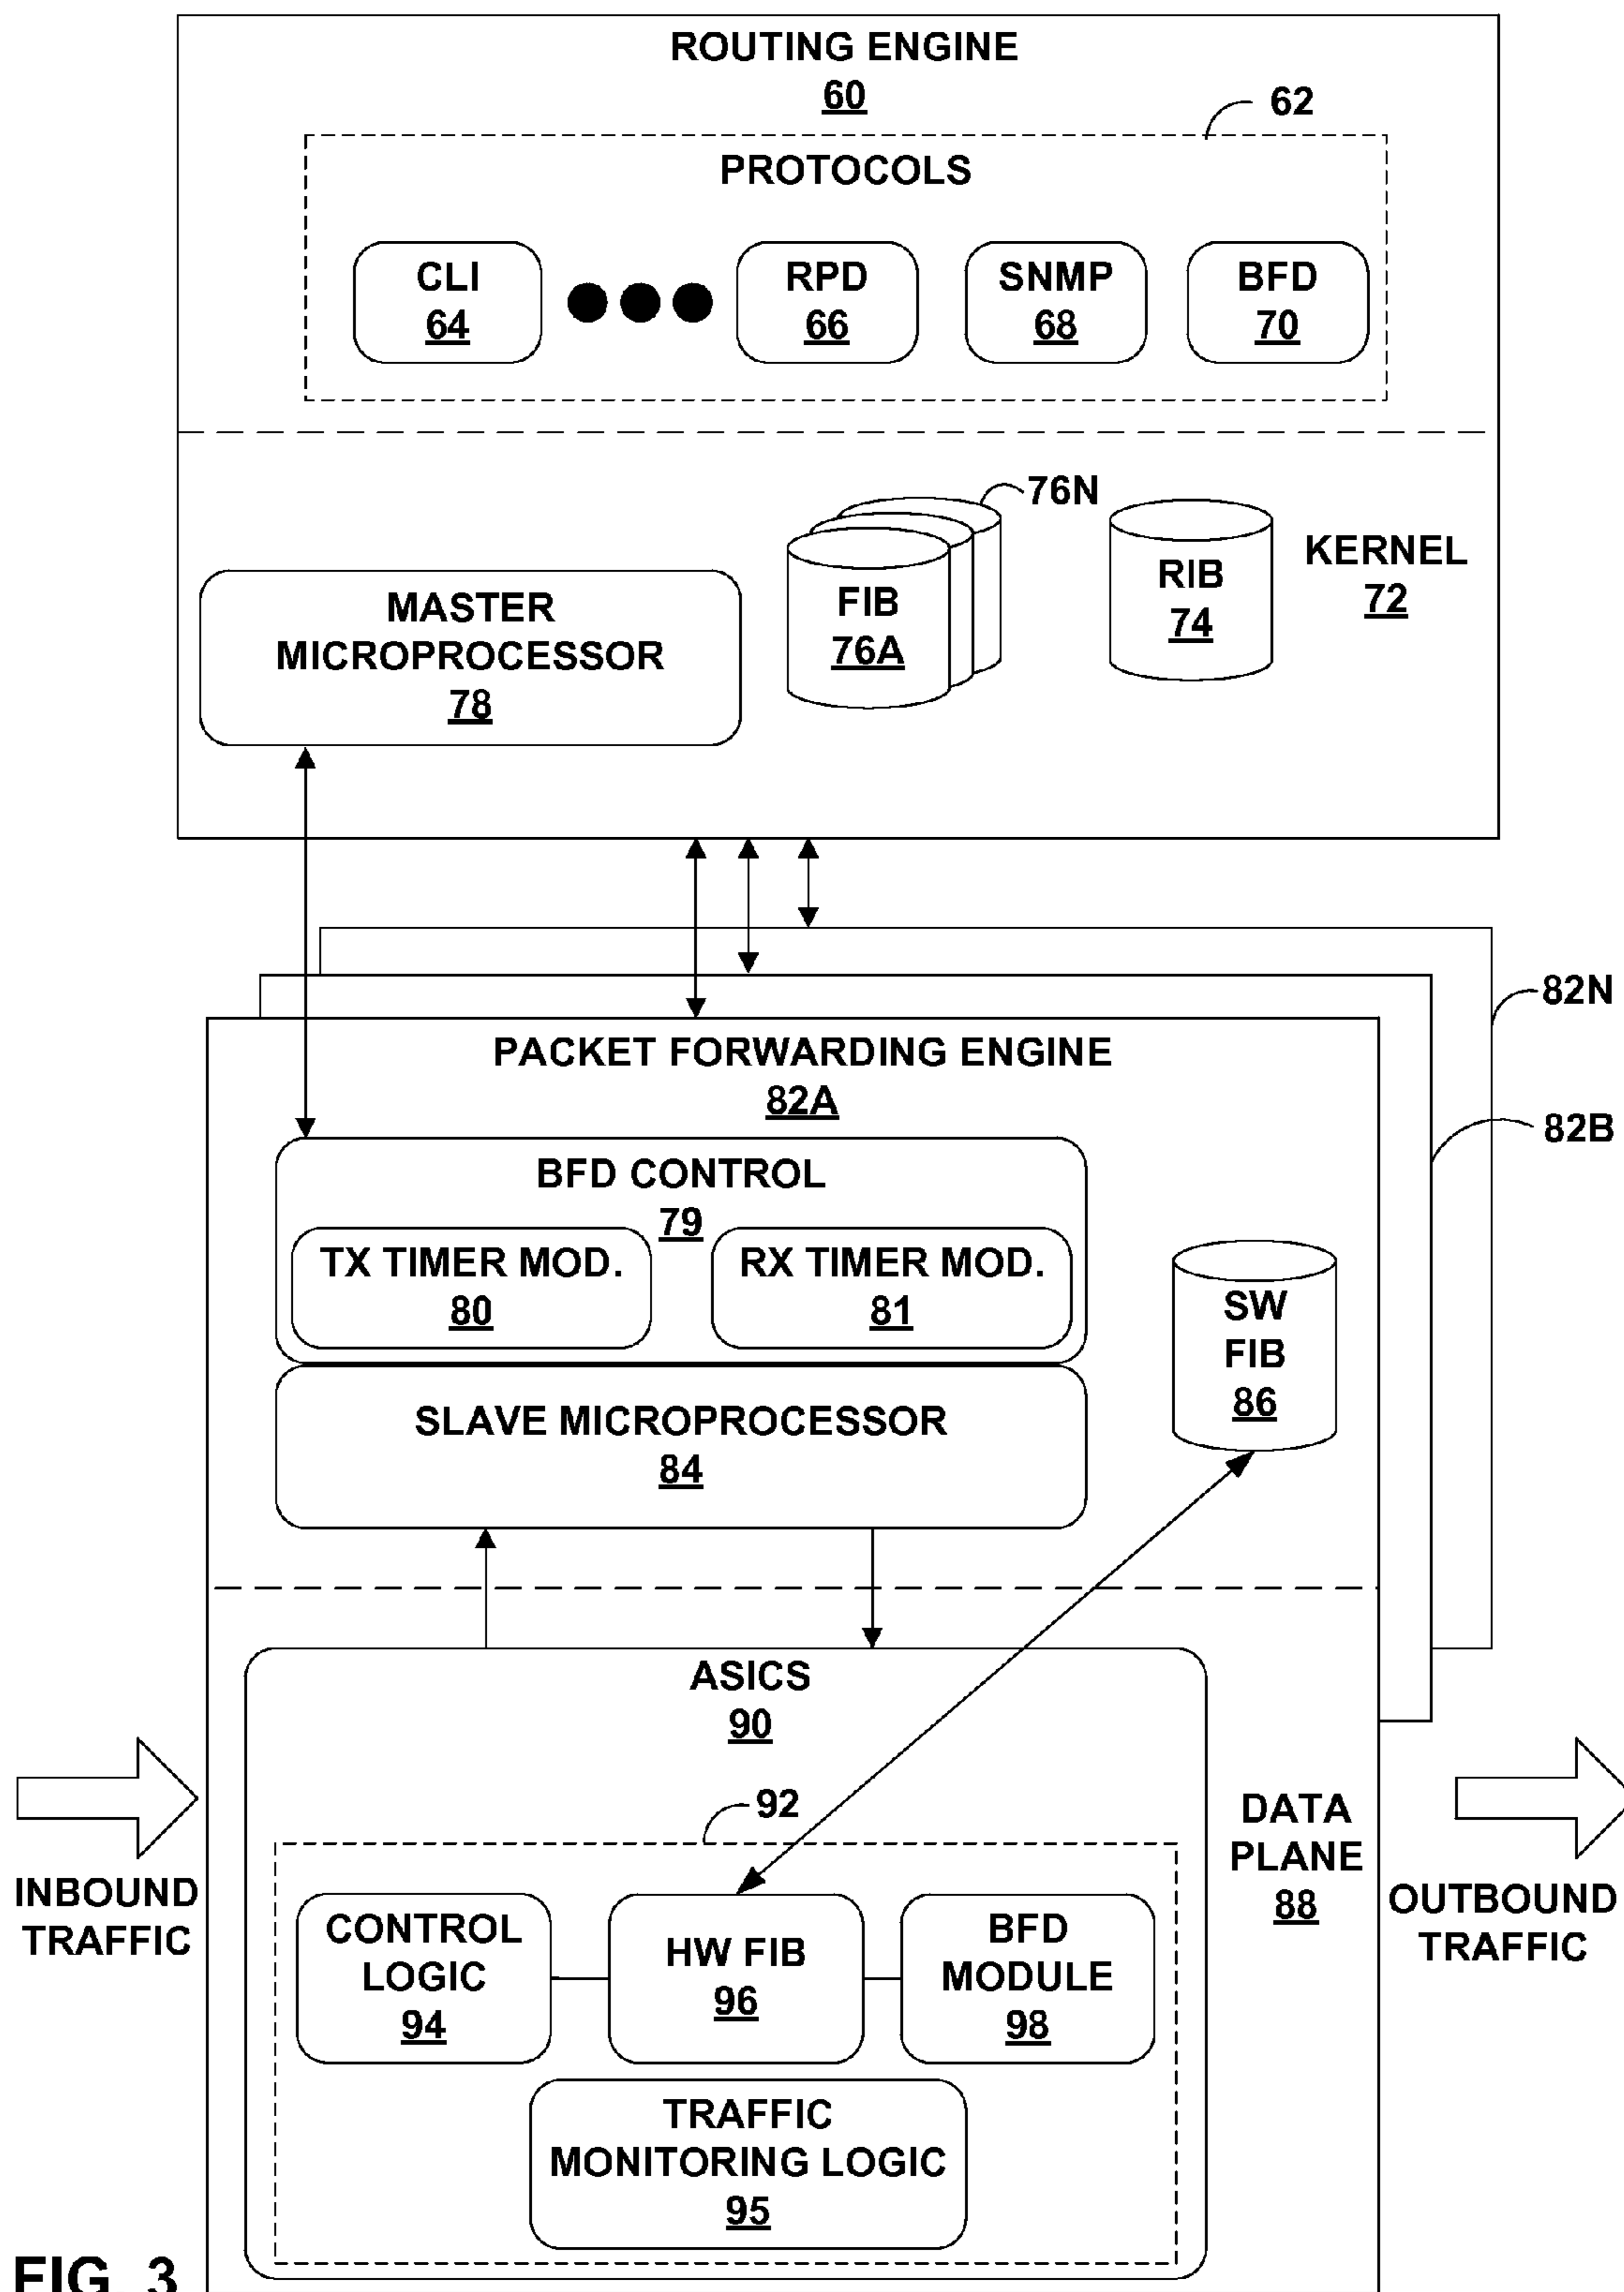 ROUTING ENGINE
60
62
PROTOCOLS
CLI
64
RPD
66
SNMP
68
BFD
70
76N
FIB
76A
RIB
74
KERNEL
72
MASTER
MICROPROCESSOR
78
82N
PACKET FORWARDING ENGINE
82A
82B
BFD CONTROL
79
TX TIMER MOD.
80
RX TIMER MOD.
81
SW
FIB
86
SLAVE MICROPROCESSOR
84
ASICS
90
92
DATA
PLANE
88
INBOUND
TRAFFIC
OUTBOUND
TRAFFIC
CONTROL
LOGIC
94
HW FIB
96
BFD
MODULE
98
TRAFFIC
MONITORING LOGIC
95
FIG. 3